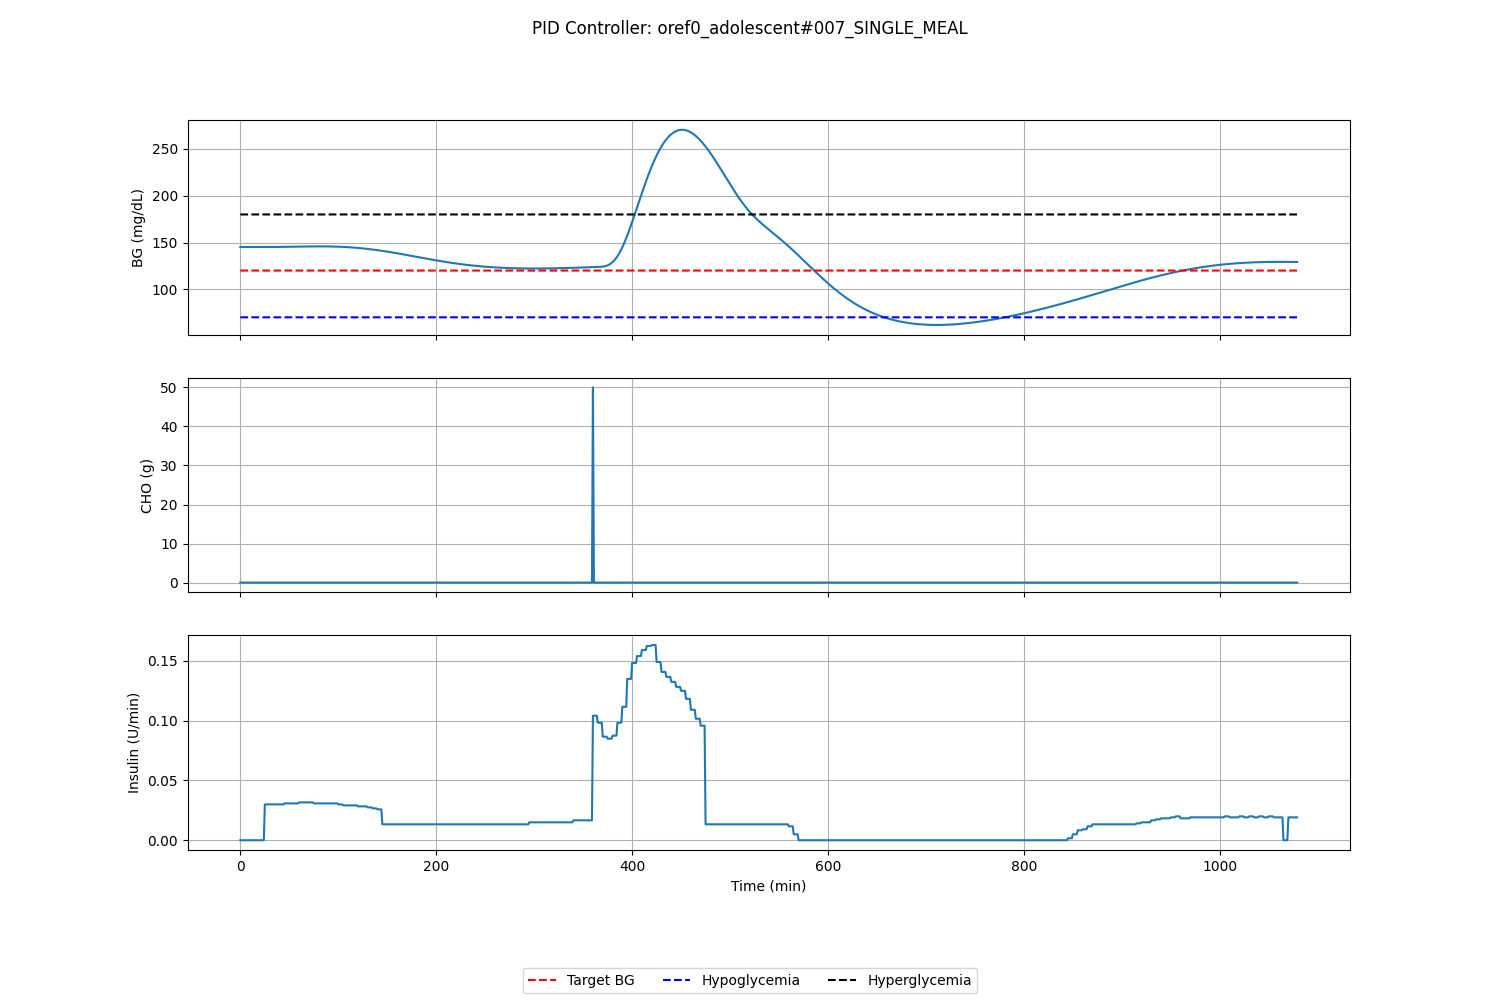 PID Controller: oref0_adolescent#007_SINGLE_MEAL
250
200
150
100
BG (mg/dL)
50
40
30
20
10
0
CHO (g)
0.15
0.10
0.05
0.00
Insulin (U/min)
0 200 400 600 800 1000
Time (min)
Target BG Hypoglycemia Hyperglycemia